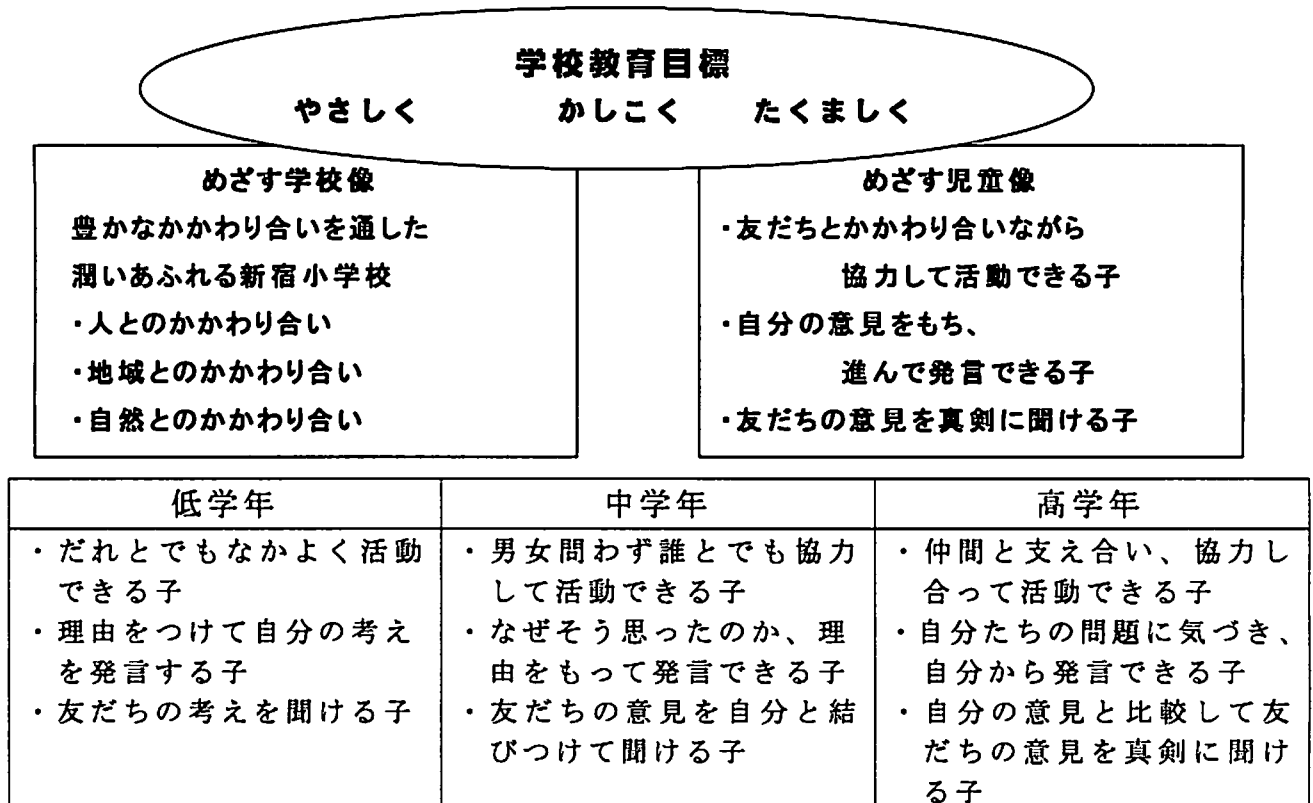 学校教育目標
やさしく かしこく たくましく
めざす学校像
豊かなかかわり合いを通した
潤いあふれる新宿小学校
・人とのかかわり合い
・地域とのかかわり合い
・自然とのかかわり合い
めざす児童像
・友だちとかかわり合いながら
協力して活動できる子
・自分の意見をもち、
進んで発言できる子
・友だちの意見を真剣に聞ける子
低学年
・だれとでもなかよく活動
できる子
・理由をつけて自分の考え
を発言する子
・友だちの考えを聞ける子
中学年
・男女問わず誰とでも協力
して活動できる子
・なぜそう思ったのか、理
由をもって発言できる子
・友だちの意見を自分と結
びつけて聞ける子
高学年
・仲間と支え合い、協力し
合って活動できる子
・自分たちの問題に気づき、
自分から発言できる子
・自分の意見と比較して友
だちの意見を真剣に聞け
る子